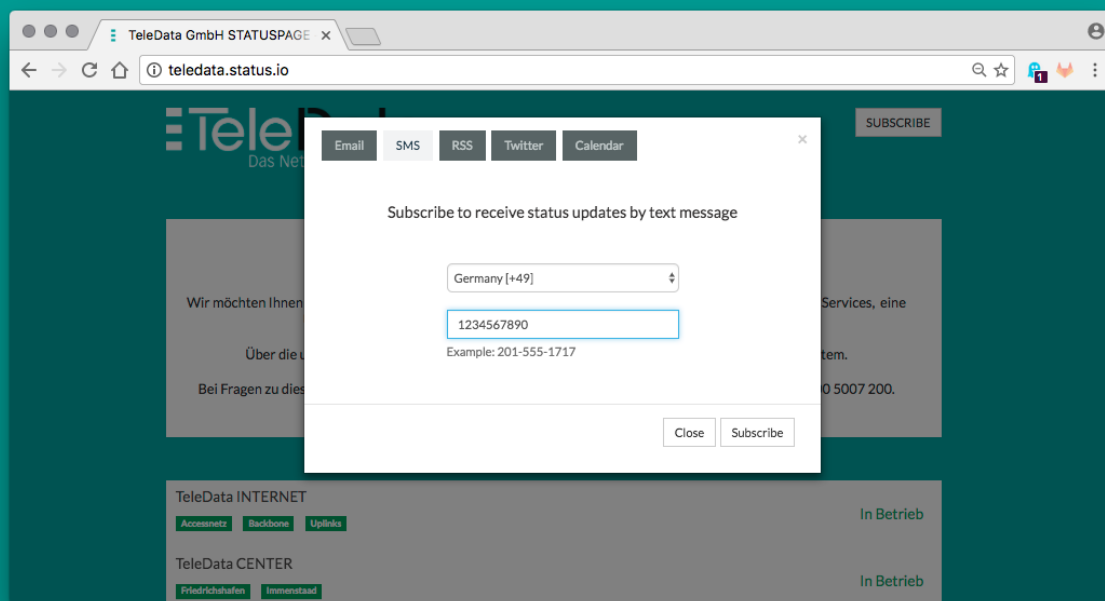 TeleData GmbH STATUSPAGE
teledata.status.io
1
Tele
Das Net
SUBSCRIBE
Email SMS RSS Twitter Calendar ×
Subscribe to receive status updates by text message
Germany [+49]
1234567890
Example: 201-555-1717
Close Subscribe
Wir möchten Ihnen Services, eine
Über die u tem.
Bei Fragen zu dies 0 5007 200.
TeleData INTERNET
Accessnetz Backbone Uplinks
In Betrieb
TeleData CENTER
Friedrichshafen Immenstaad
In Betrieb